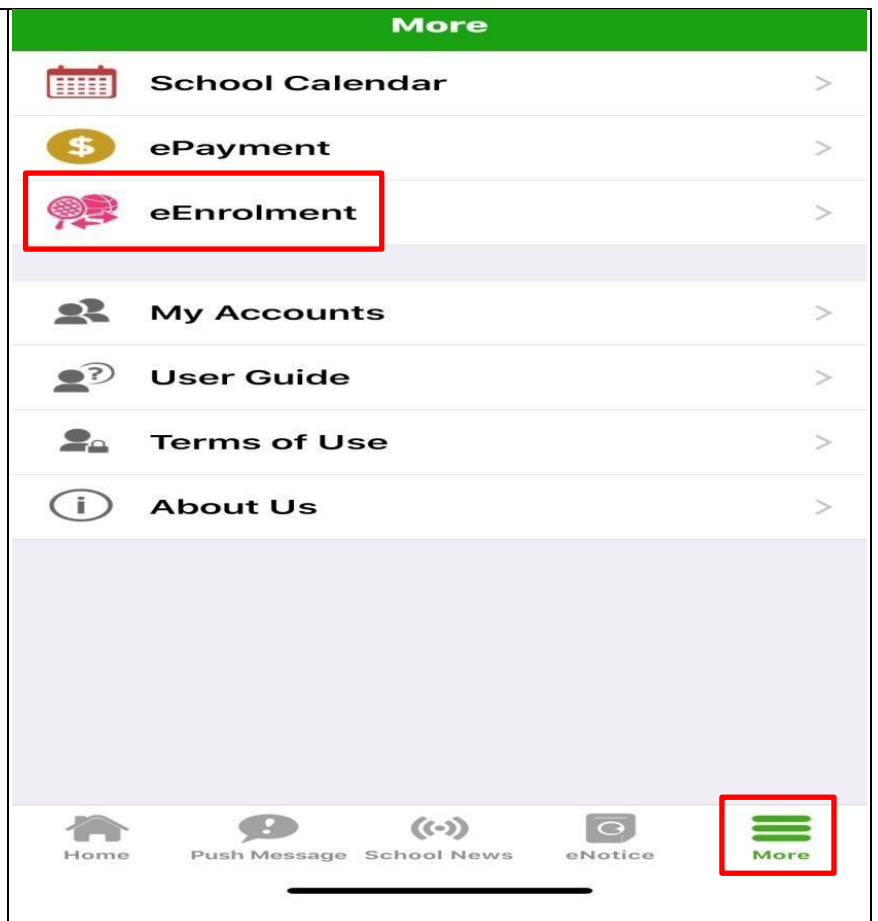 More
School Calendar
$
ePayment
eEnrolment
My Accounts
?
User Guide
Terms of Use
i
About Us
!
Home
Push Message
School News
eNotice
More